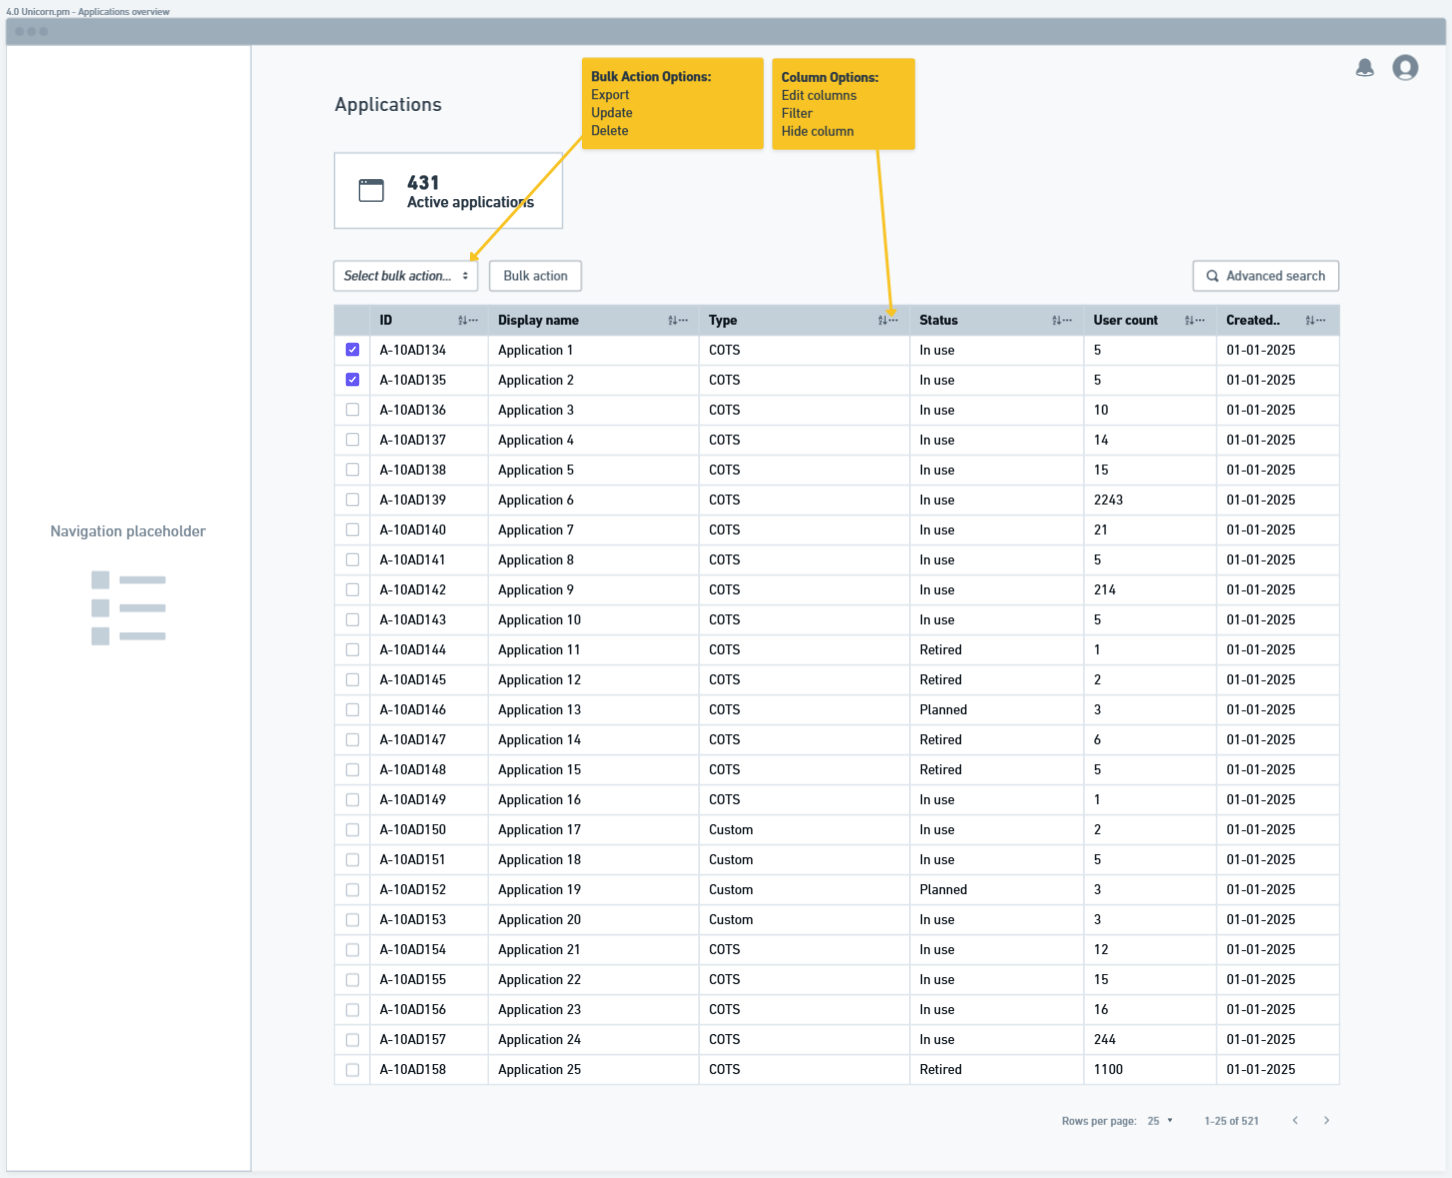 4.0 Unicorn.pm - Applications overview
Bulk Action Options:
Export
Update
Delete
Column Options:
Edit columns
Filter
Hide column
Applications
431
Active applications
Select bulk action...
Bulk action
Advanced search
ID Display name Type Status User count Created..
A-10AD134 Application 1 COTS In use 5 01-01-2025
A-10AD135 Application 2 COTS In use 5 01-01-2025
A-10AD136 Application 3 COTS In use 10 01-01-2025
A-10AD137 Application 4 COTS In use 14 01-01-2025
A-10AD138 Application 5 COTS In use 15 01-01-2025
A-10AD139 Application 6 COTS In use 2243 01-01-2025
A-10AD140 Application 7 COTS In use 21 01-01-2025
A-10AD141 Application 8 COTS In use 5 01-01-2025
A-10AD142 Application 9 COTS In use 214 01-01-2025
A-10AD143 Application 10 COTS In use 5 01-01-2025
A-10AD144 Application 11 COTS Retired 1 01-01-2025
A-10AD145 Application 12 COTS Retired 2 01-01-2025
A-10AD146 Application 13 COTS Planned 3 01-01-2025
A-10AD147 Application 14 COTS Retired 6 01-01-2025
A-10AD148 Application 15 COTS Retired 5 01-01-2025
A-10AD149 Application 16 COTS In use 1 01-01-2025
A-10AD150 Application 17 Custom In use 2 01-01-2025
A-10AD151 Application 18 Custom In use 5 01-01-2025
A-10AD152 Application 19 Custom Planned 3 01-01-2025
A-10AD153 Application 20 Custom In use 3 01-01-2025
A-10AD154 Application 21 COTS In use 12 01-01-2025
A-10AD155 Application 22 COTS In use 15 01-01-2025
A-10AD156 Application 23 COTS In use 16 01-01-2025
A-10AD157 Application 24 COTS In use 244 01-01-2025
A-10AD158 Application 25 COTS Retired 1100 01-01-2025
Navigation placeholder
Rows per page: 25 1-25 of 521